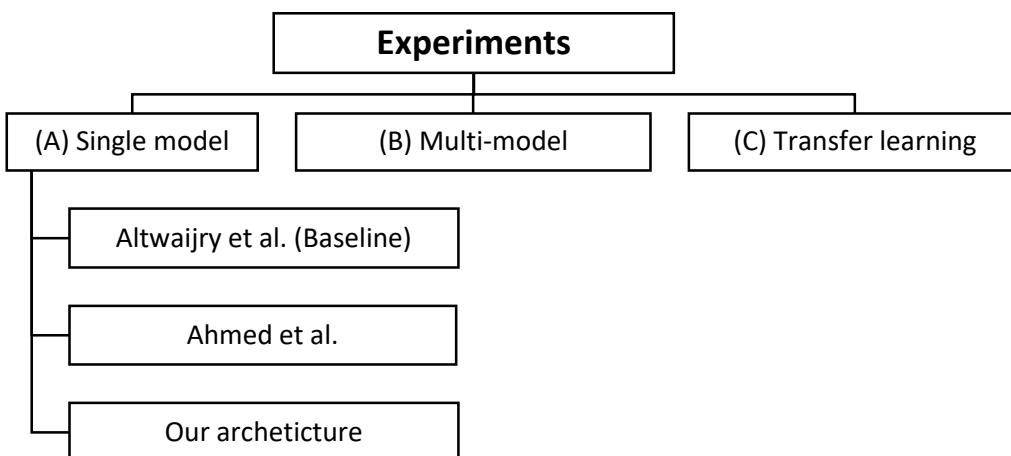 Experiments
(A) Single model
(B) Multi-model
(C) Transfer learning
Altwaijry et al. (Baseline)
Ahmed et al.
Our archeticture